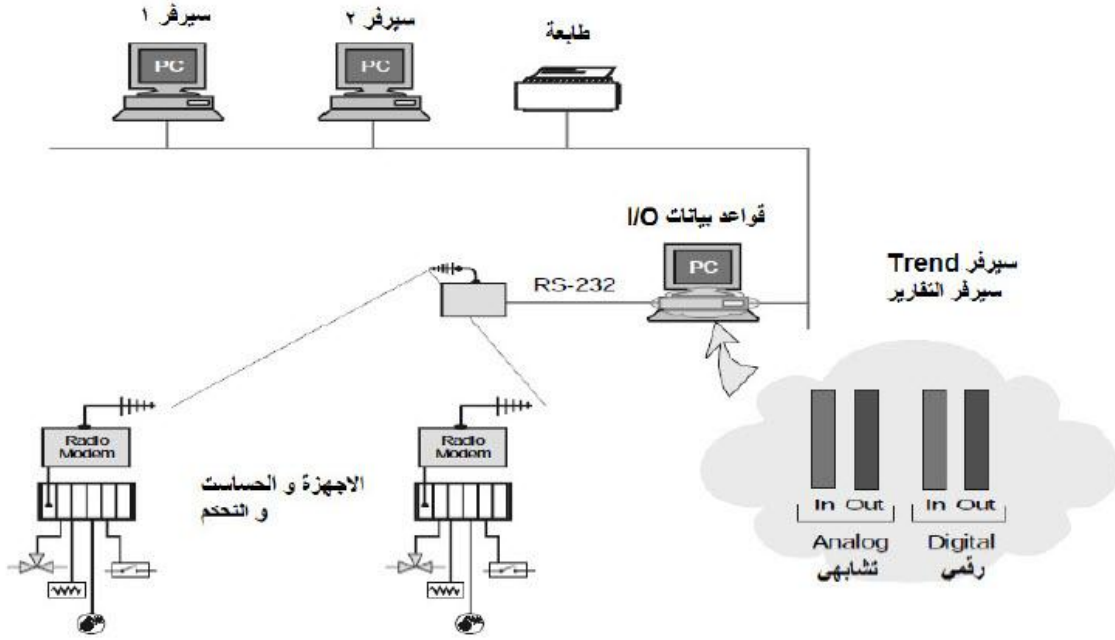 سيرفر ١
سيرفر ٢
طابعة
PC
PC
قواعد بيانات I/O
PC
RS-232
سيرفر Trend
سيرفر التقارير
Radio
Modem
Radio
Modem
الاجهزة و الحساست
و التحكم
In Out
In Out
Analog
Digital
تشابهي
رقمي